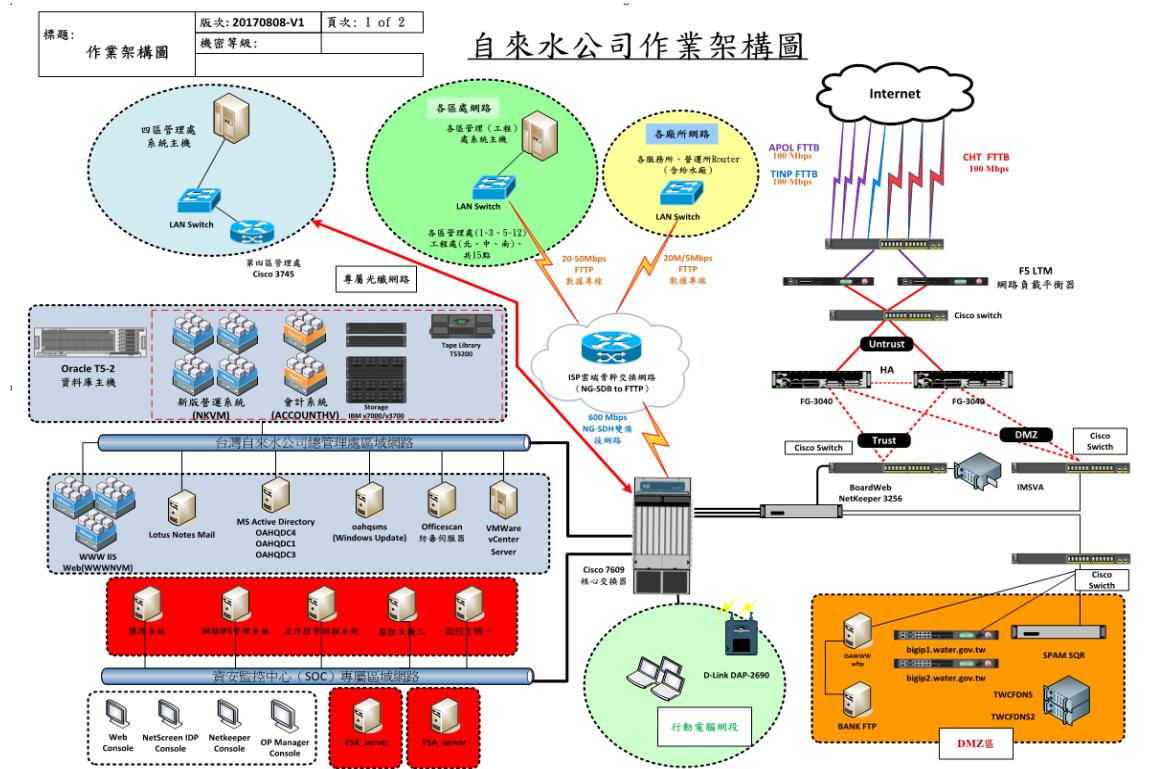 標題:
作業架構圖
版次: 20170808-V1
頁次: 1 of 2
機密等級:
自來水公司作業架構圖
四區管理處
系統主機
LAN Switch
第四區管理處
Cisco 3745
各區處網路
各區管理(工程)
處系統主機
LAN Switch
各區管理處(1~3、5~12)
工程處(北、中、南)、
共15點
各廠所網路
各服務所、營運所Router
(含給水廠)
LAN Switch
Internet
APOL FTTB
100 Mbps
TINP FTTB
100 Mbps
CHT FTTB
100 Mbps
F5 LTM
網路負載平衡器
Cisco switch
Untrust
HA
FG-3040
FG-3040
Trust
DMZ
Cisco Switch
Cisco
Swicth
BoardWeb
NetKeeper 3256
IMSVA
專屬光纖網路
20-50Mbps
FTTP
數據專線
20M/5Mbps
FTTP
數據專線
ISP雲端骨幹交換網路
(NG-SDB to FTTP)
600 Mbps
NG-SDH雙備
援網路
Oracle T5-2
資料庫主機
新版營運系統
(NKVM)
會計系統
(ACCOUNTHV)
Storage
IBM v7000/v3700
Tape Library
TS3200
台灣自來水公司總管理處區域網路
WWW IIS
Web(WWWNVM)
Lotus Notes Mail
MS Active Directory
OAHQDC4
OAHQDC1
OAHQDC3
oahqsms
(Windows Update)
Officescan
防毒伺服器
VMWare
vCenter
Server
Cisco 7609
核心交換器
網路IPS管理系統
文件控管認證系統
監控主機二
監控主機一
資安監控中心(SOC)專屬區域網路
Web
Console
NetScreen IDP
Console
Netkeeper
Console
OP Manager
Console
FSA_server
FSA_server
D-Link DAP-2690
行動電腦網段
Cisco
Swicth
ISAWWW
wftp
BANK FTP
bigip1.water.gov.tw
bigip2.water.gov.tw
SPAM SQR
TWCFDNS
TWCFDNS2
DMZ區